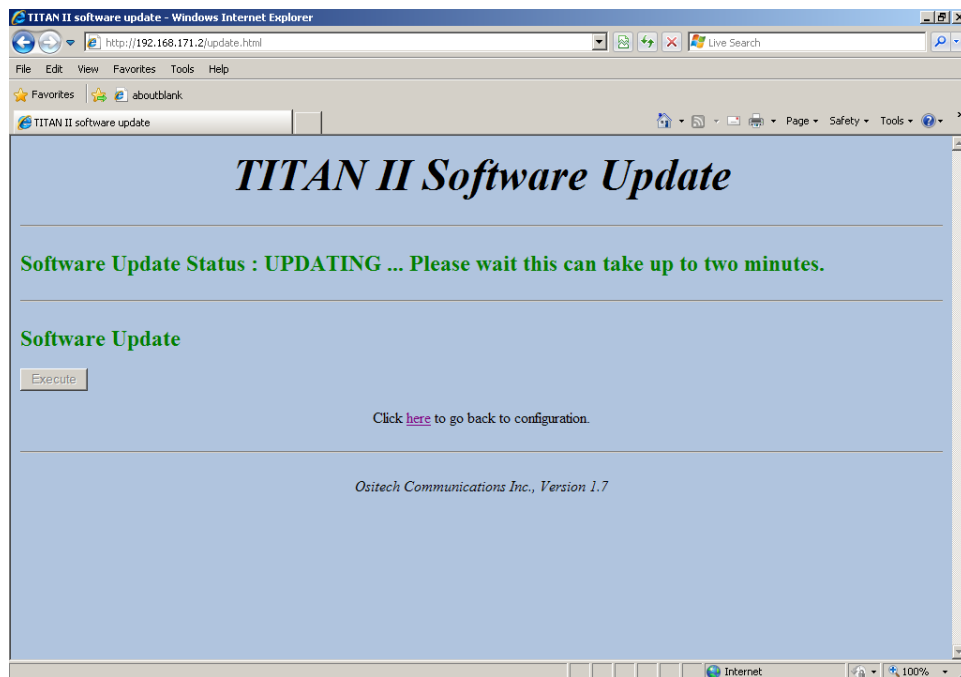 TITAN II software update - Windows Internet Explorer
http://192.168.171.2/update.html
Live Search
File Edit View Favorites Tools Help
Favorites aboutblank
TITAN II software update
Page Safety Tools
TITAN II Software Update
Software Update Status : UPDATING ... Please wait this can take up to two minutes.
Software Update
Execute
Click here to go back to configuration.
Ositech Communications Inc., Version 1.7
Internet 100%